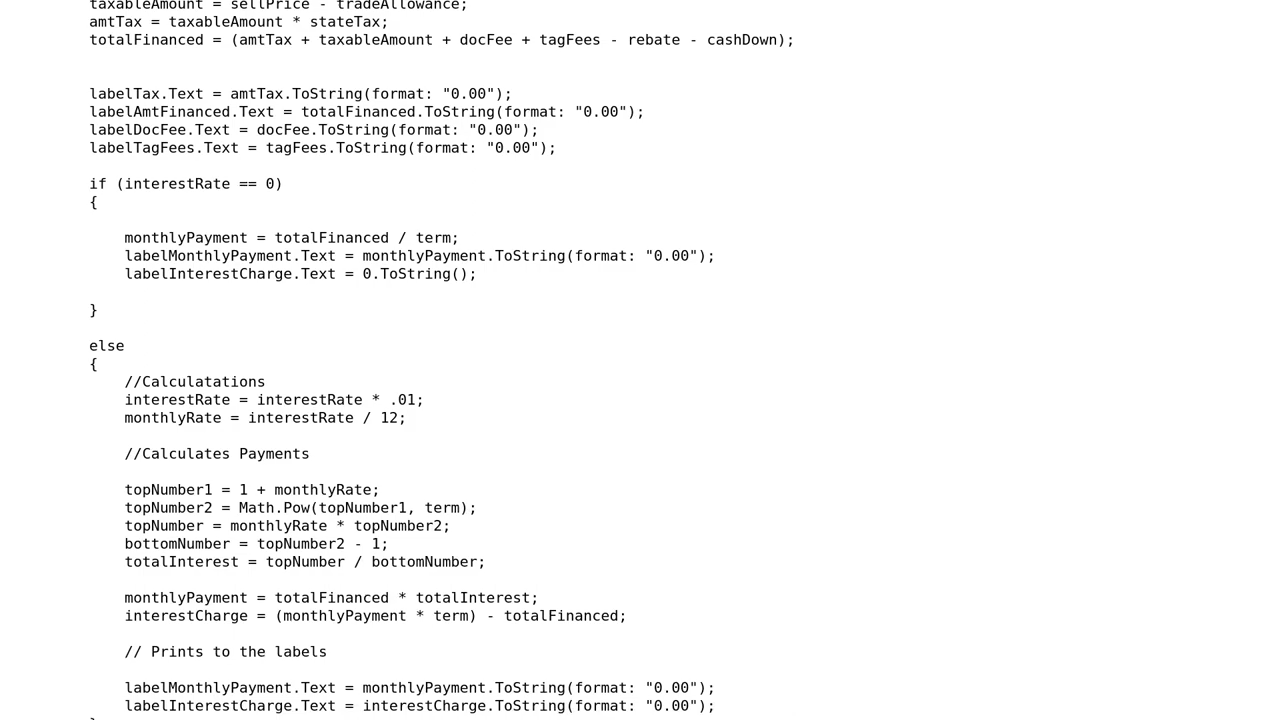 taxableAmount = sellPrice - tradeAllowance;
amtTax = taxableAmount * stateTax;
totalFinanced = (amtTax + taxableAmount + docFee + tagFees - rebate - cashDown);
labelTax.Text = amtTax.ToString(format: "0.00");
labelAmtFinanced.Text = totalFinanced.ToString(format: "0.00");
labelDocFee.Text = docFee.ToString(format: "0.00");
labelTagFees.Text = tagFees.ToString(format: "0.00");
if (interestRate == 0)
{
monthlyPayment = totalFinanced / term;
labelMonthlyPayment.Text = monthlyPayment.ToString(format: "0.00");
labelInterestCharge.Text = 0.ToString();
}
else
{
//Calculatations
interestRate = interestRate * .01;
monthlyRate = interestRate / 12;
//Calculates Payments
topNumber1 = 1 + monthlyRate;
topNumber2 = Math.Pow(topNumber1, term);
topNumber = monthlyRate * topNumber2;
bottomNumber = topNumber2 - 1;
totalInterest = topNumber / bottomNumber;
monthlyPayment = totalFinanced * totalInterest;
interestCharge = (monthlyPayment * term) - totalFinanced;
// Prints to the labels
labelMonthlyPayment.Text = monthlyPayment.ToString(format: "0.00");
labelInterestCharge.Text = interestCharge.ToString(format: "0.00");